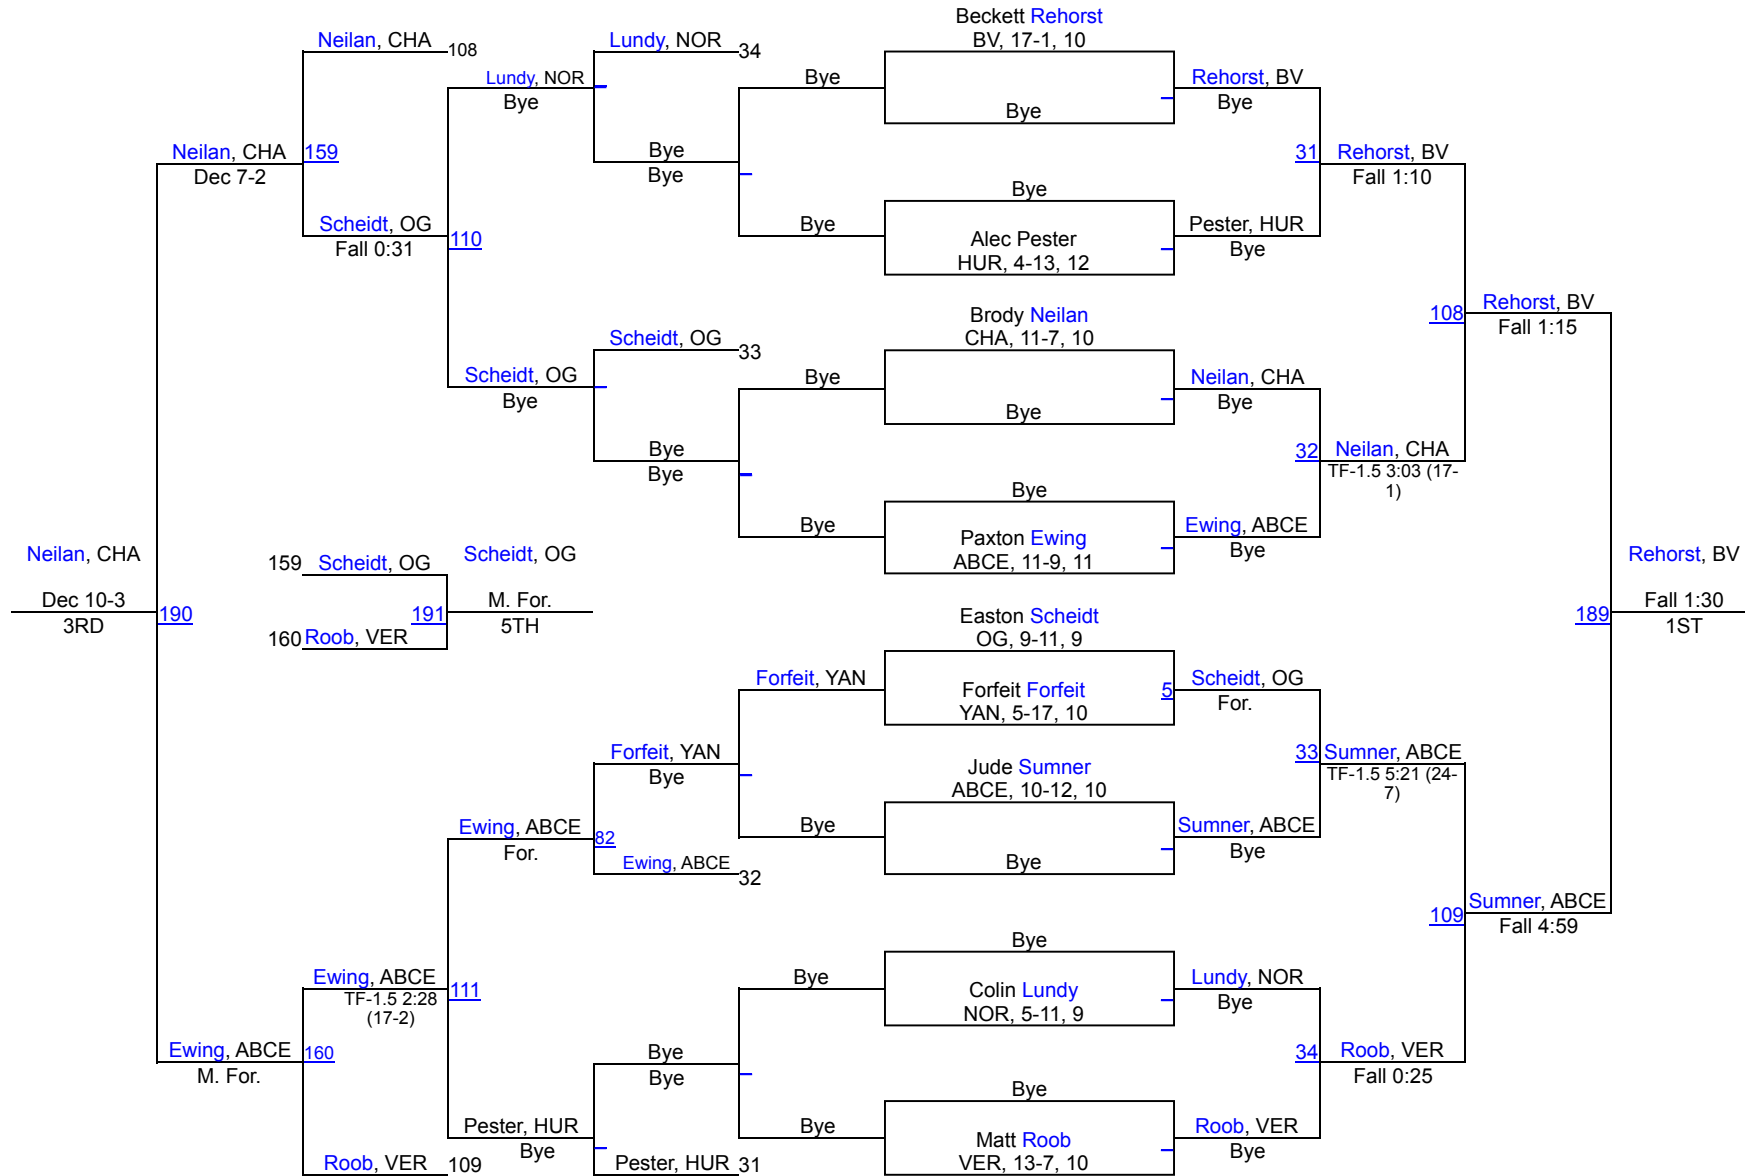 Beckett Rehorst
BV, 17-1, 10
Neilan, CHA
108
Lundy, NOR
34
Lundy, NOR
Bye
Bye
Bye
Rehorst, BV
Bye
Neilan, CHA
Dec 7-2
159
Bye
Bye
31
Rehorst, BV
Fall 1:10
Scheidt, OG
Fall 0:31
110
Bye
Bye
Alec Pester
HUR, 4-13, 12
Pester, HUR
Bye
Scheidt, OG
33
Brody Neilan
CHA, 11-7, 10
108
Rehorst, BV
Fall 1:15
Scheidt, OG
Bye
Bye
Bye
Neilan, CHA
Bye
Bye
Bye
32
Neilan, CHA
TF-1.5 3:03 (17-
1)
Bye
Bye
Paxton Ewing
ABCE, 11-9, 11
Ewing, ABCE
Bye
Neilan, CHA
Dec 10-3
3RD
190
159
Scheidt, OG
160
Roob, VER
191
Scheidt, OG
M. For.
5TH
Rehorst, BV
189
Fall 1:30
1ST
Easton Scheidt
OG, 9-11, 9
Forfeit, YAN
Forfeit Forfeit
YAN, 5-17, 10
5
Scheidt, OG
For.
Forfeit, YAN
Bye
Jude Sumner
ABCE, 10-12, 10
33
Sumner, ABCE
TF-1.5 5:21 (24-
7)
Ewing, ABCE
For.
82
Bye
Bye
Sumner, ABCE
Bye
Ewing, ABCE
32
109
Sumner, ABCE
Fall 4:59
Ewing, ABCE
TF-1.5 2:28
(17-2)
111
Bye
Bye
Colin Lundy
NOR, 5-11, 9
Lundy, NOR
Bye
Ewing, ABCE
M. For.
160
Bye
Bye
34
Roob, VER
Fall 0:25
Pester, HUR
Bye
Bye
Bye
Matt Roob
VER, 13-7, 10
Roob, VER
Bye
Roob, VER
109
Pester, HUR
31